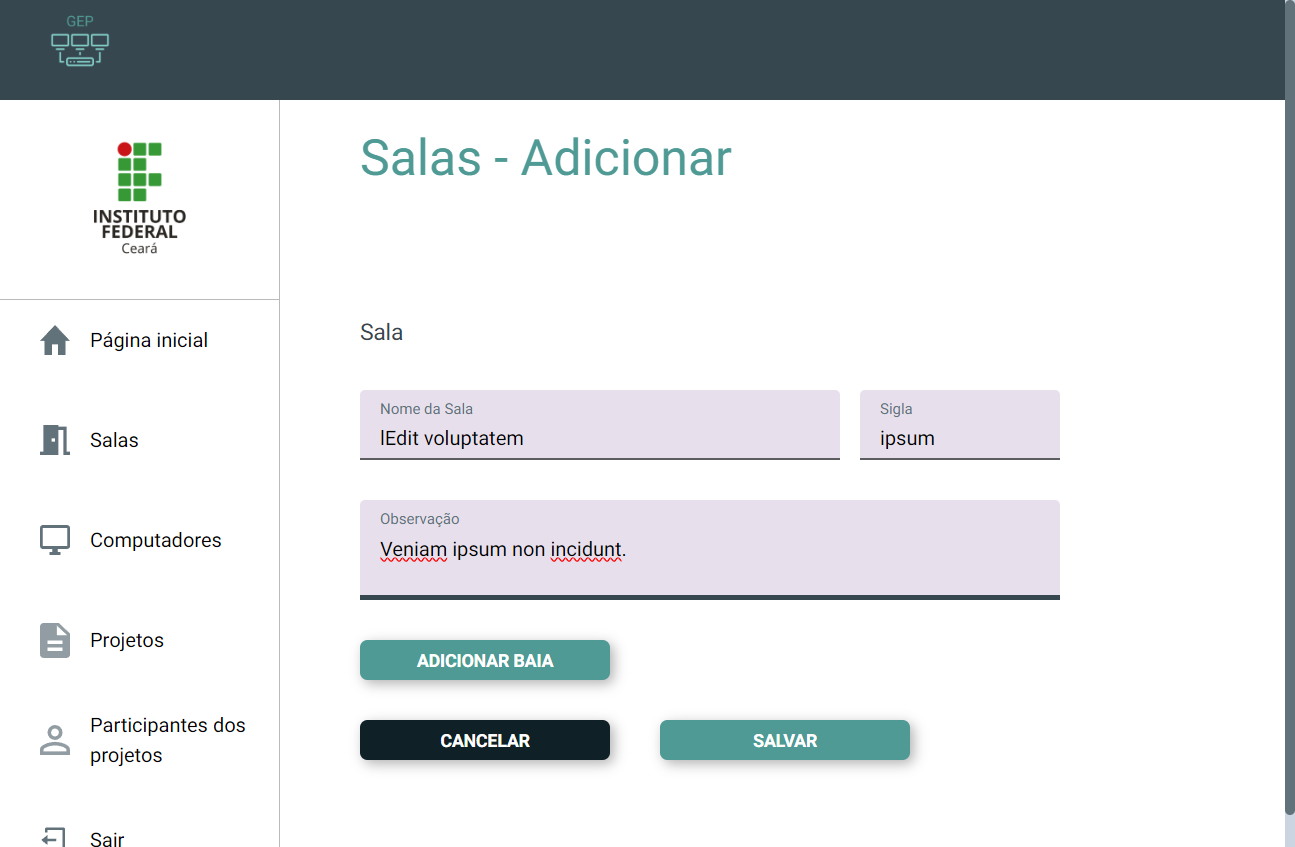 GEP
INSTITUTO
FEDERAL
Ceará
Página inicial
Salas
Computadores
Projetos
Participantes dos
projetos
Sair
Salas - Adicionar
Sala
Nome da Sala
lEdit voluptatem
Sigla
ipsum
Observação
Veniam ipsum non incidunt.
ADICIONAR BAIA
CANCELAR
SALVAR